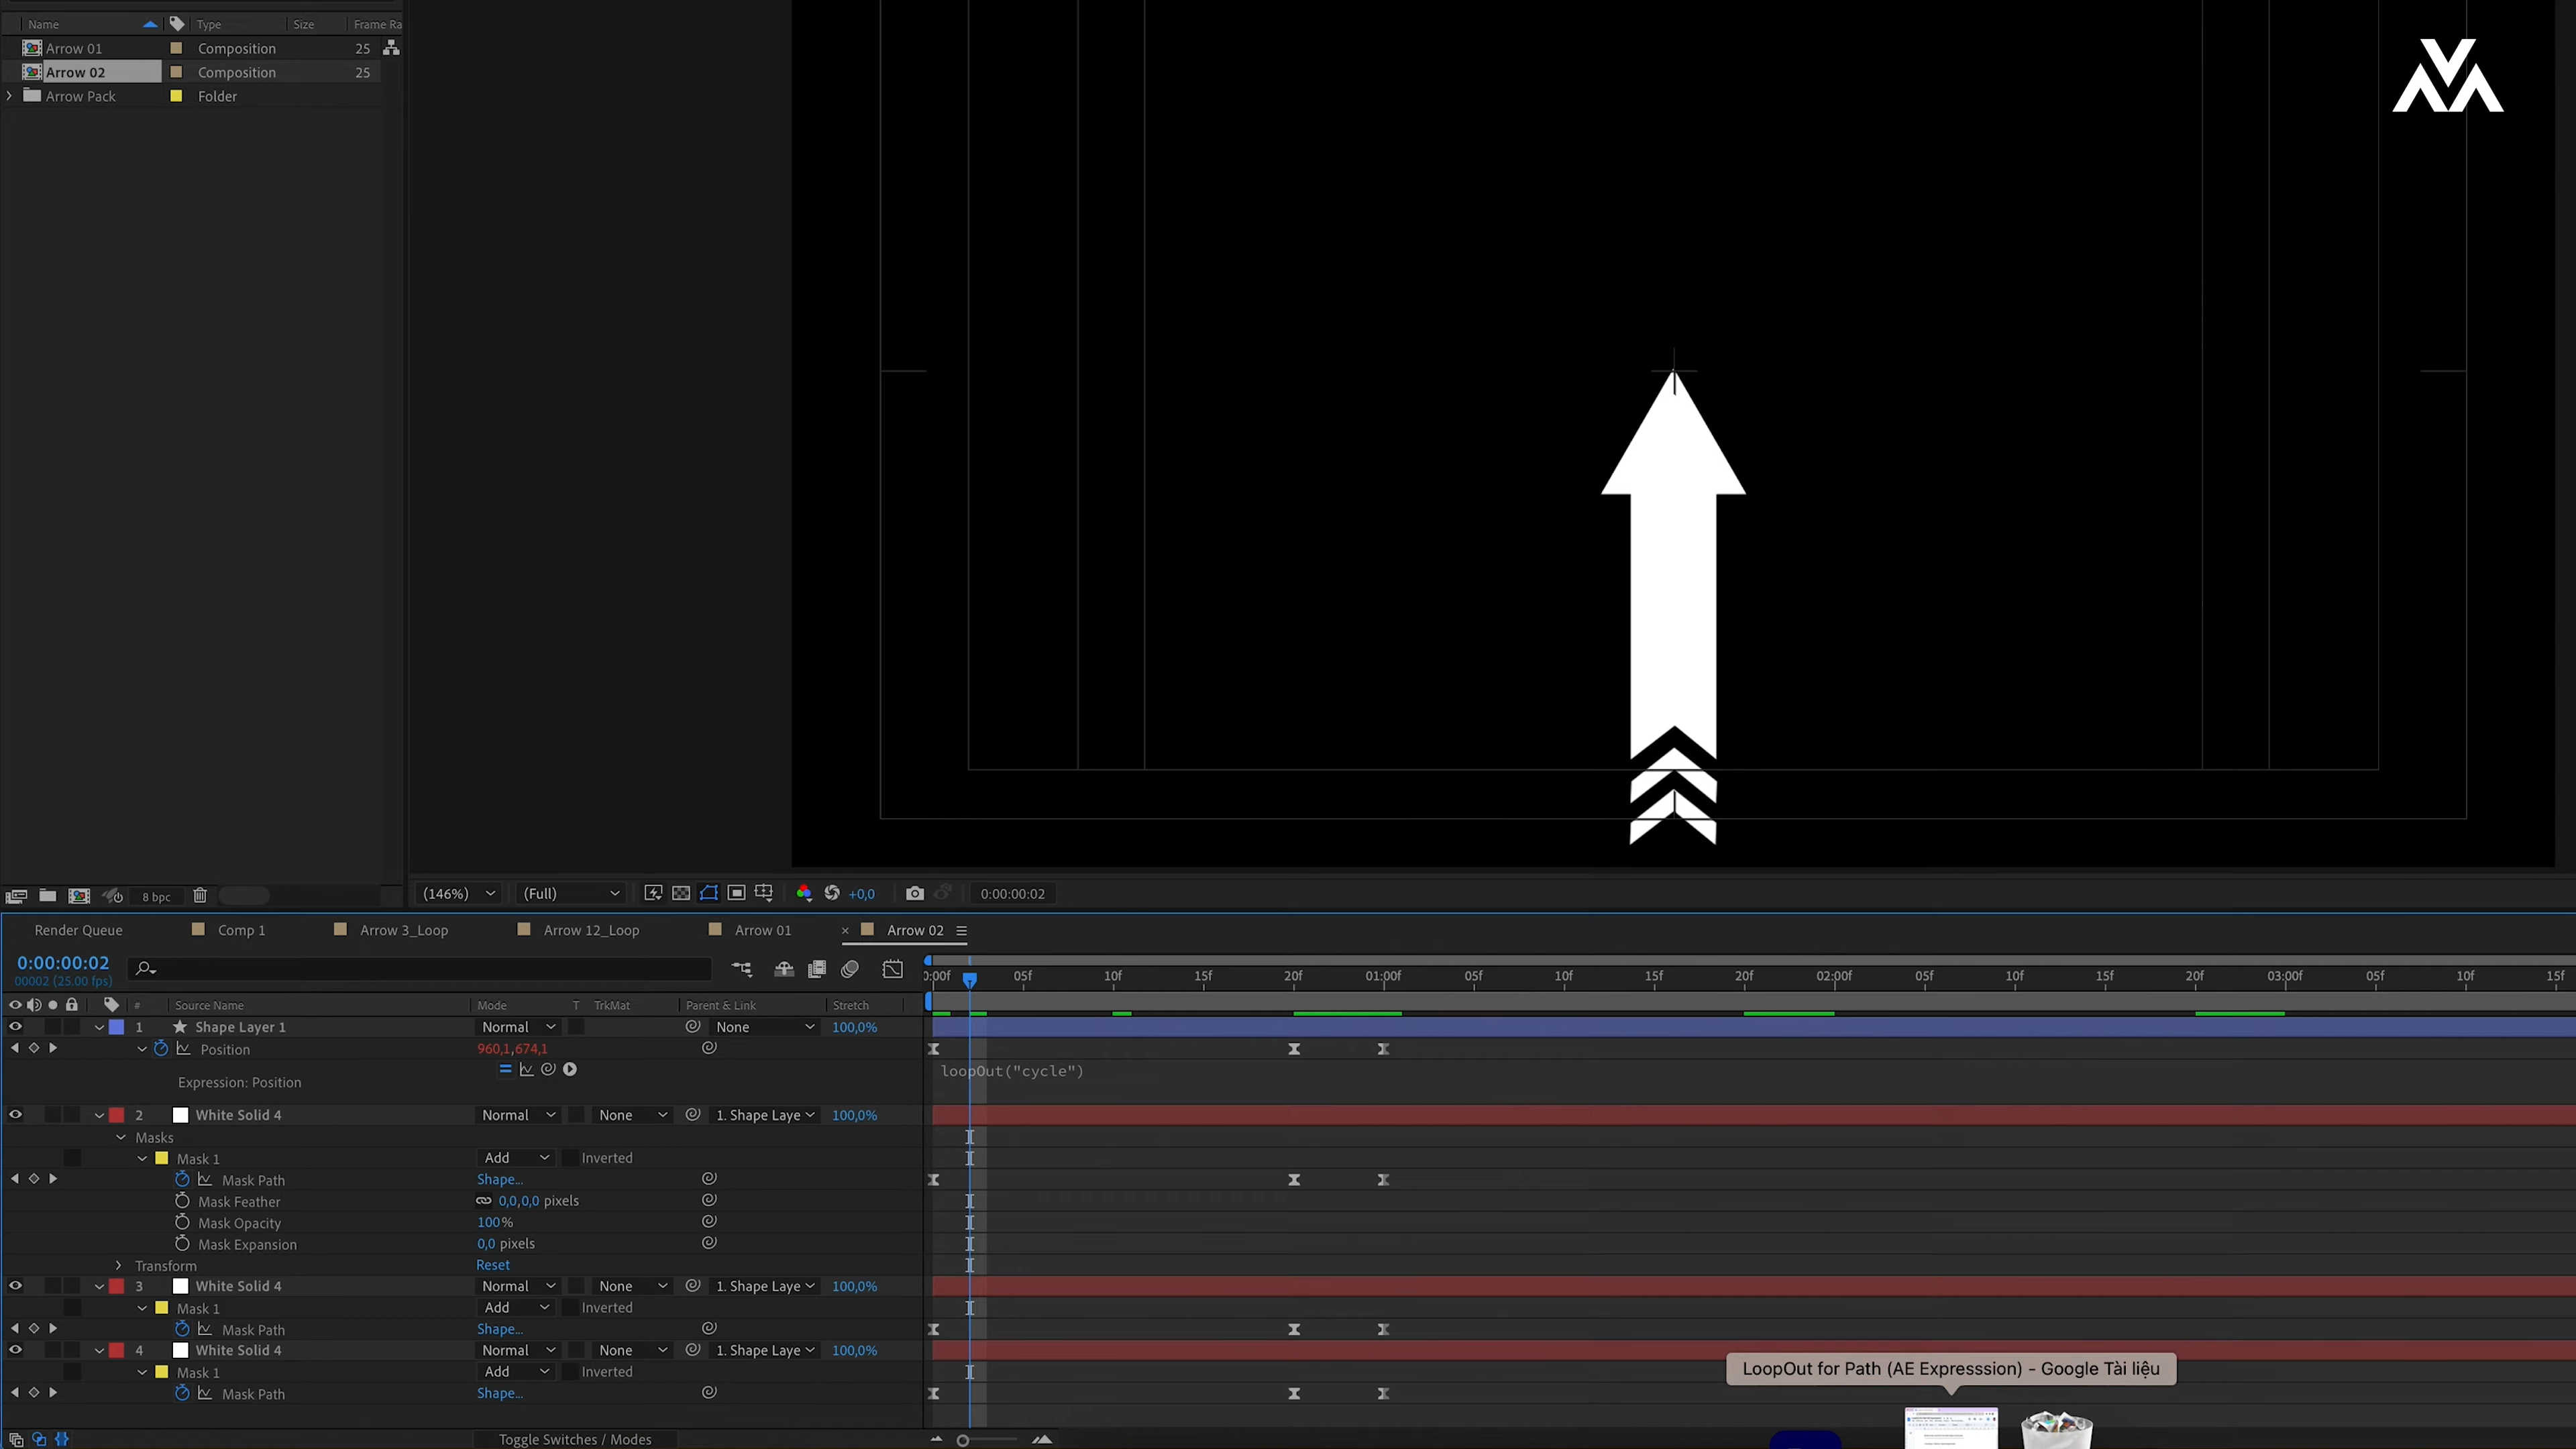 Name Type Size Frame Ra
Arrow 01 Composition 25
Arrow 02 Composition 25
Arrow Pack Folder
8 bpc
(146%) (Full) +0,0 0:00:00:02
Render Queue Comp 1 Arrow 3_Loop Arrow 12_Loop Arrow 01 × Arrow 02
0:00:00:02
00002 (25.00 fps)
0:00f 05f 10f 15f 20f 01:00f 05f 10f 15f 20f 02:00f 05f 10f 15f 20f 03:00f 05f 10f 15f
# Source Name Mode T TrkMat Parent & Link Stretch
1 Shape Layer 1 Normal None 100,0%
Position 960,1,674,1
loopOut("cycle")
Expression: Position
2 White Solid 4 Normal None 1. Shape Laye 100,0%
Masks
Mask 1 Add Inverted
Mask Path Shape...
Mask Feather 0,0,0,0 pixels
Mask Opacity 100%
Mask Expansion 0,0 pixels
Transform Reset
3 White Solid 4 Normal None 1. Shape Laye 100,0%
Mask 1 Add Inverted
Mask Path Shape...
4 White Solid 4 Normal None 1. Shape Laye 100,0%
Mask 1 Add Inverted
Mask Path Shape...
LoopOut for Path (AE Expresssion) - Google Tài liệu
Toggle Switches / Modes